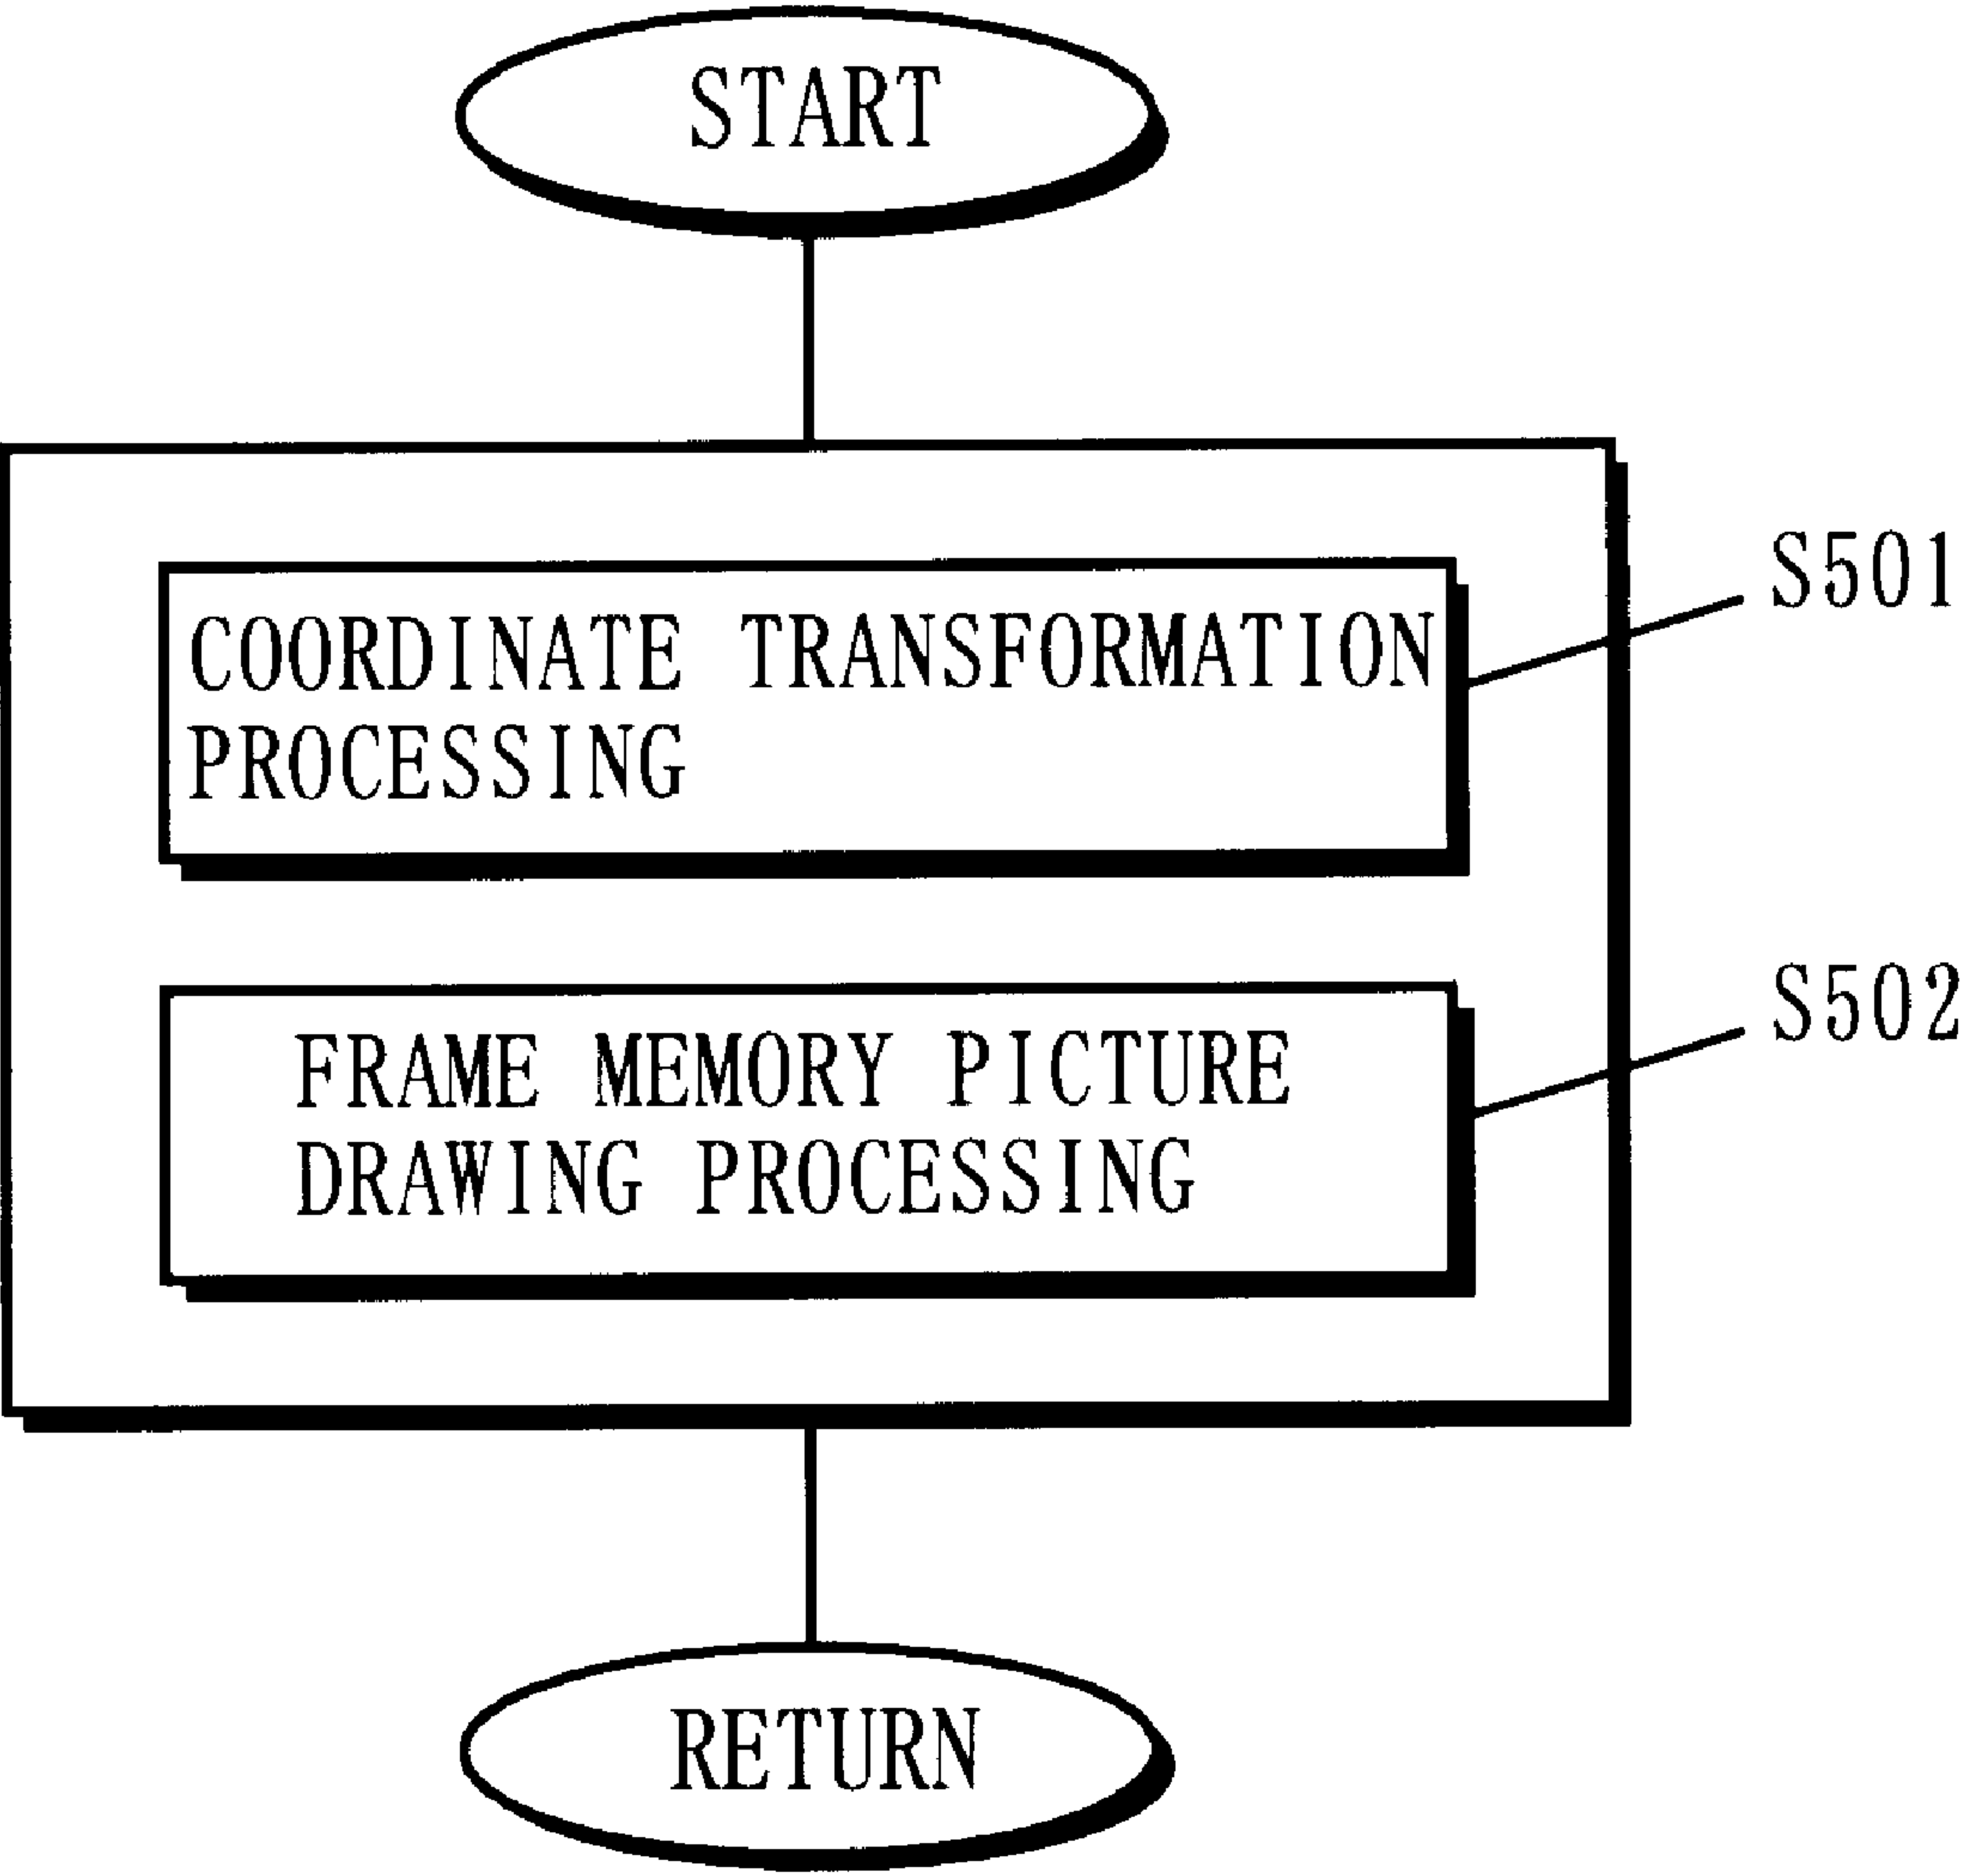 START
S501
COORDINATE TRANSFORMATION
PROCESSING
S502
FRAME MEMORY PICTURE
DRAWING PROCESSING
RETURN